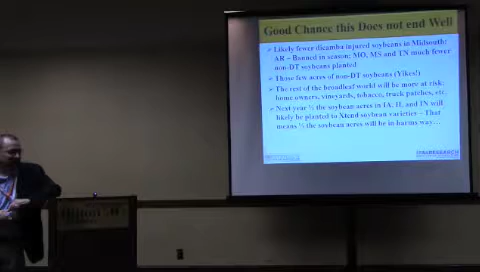 Good Chance this Does not end Well
Likely fewer dicamba injured soybeans in Midsouth:
AR – Banned in season; MO, MS and TN much fewer
non-DT soybeans planted
Those few acres of non-DT soybeans (Yikes!)
The rest of the broadleaf world will be more at risk:
home owners, vineyards, tobacco, truck patches, etc.
Next year ½ the soybean acres in IA, IL and IN will
likely be planted to Xtend soybean varieties – That
means ½ the soybean acres will be in harms way…
Hilton
RESEARCH